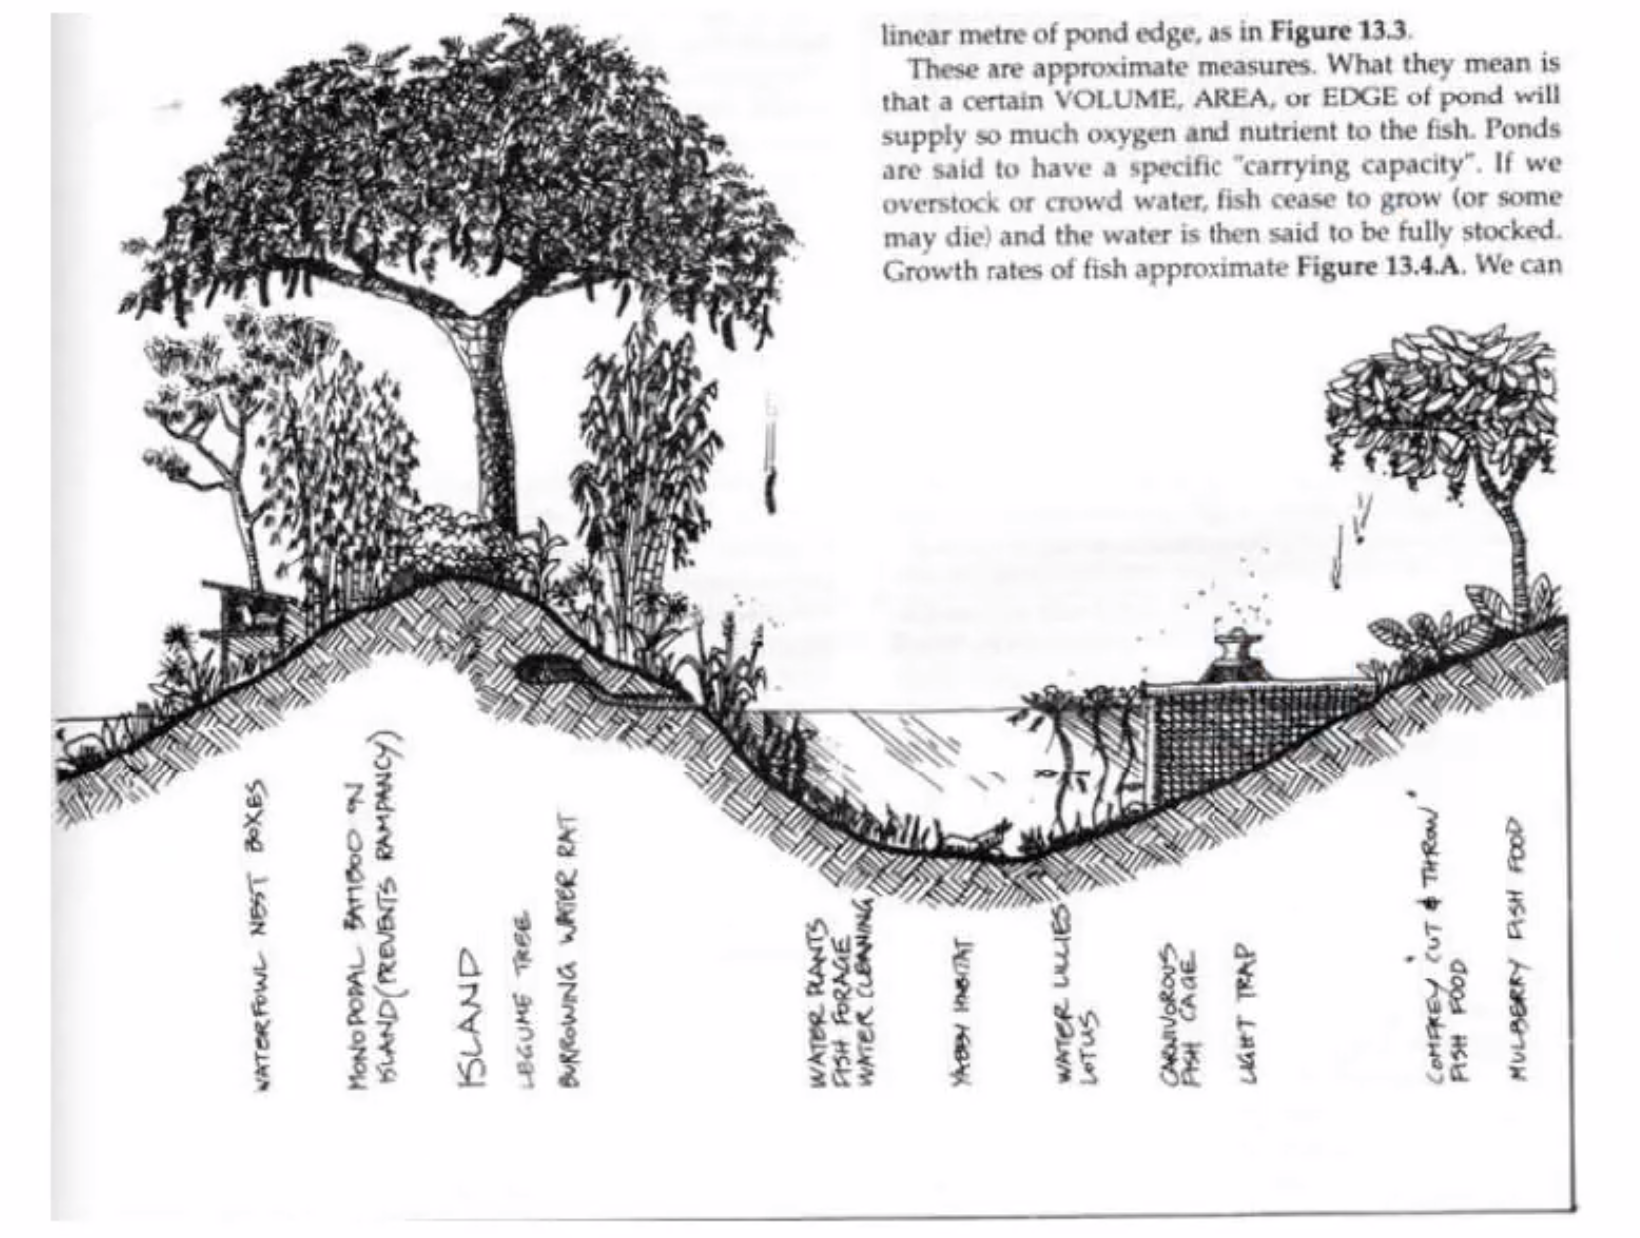 linear metre of pond edge, as in Figure 13.3.
These are approximate measures. What they mean is
that a certain VOLUME, AREA, or EDGE of pond will
supply so much oxygen and nutrient to the fish. Ponds
are said to have a specific "carrying capacity". If we
overstock or crowd water, fish cease to grow (or some
may die) and the water is then said to be fully stocked.
Growth rates of fish approximate Figure 13.4.A. We can
WATERFOWL NEST BOXES
MONOPODAL BAMBOO ON
ISLAND (PREVENTS RAMPANCY)
ISLAND
LEGUME TREE
BURROWING WATER RAT
WATER PLANTS
FISH FORAGE
WATER CLEANING
YABBY HABITAT
WATER LILLIES
LOTUS
CARNIVOROUS
FISH CAGE
LIGHT TRAP
COMFREY 'CUT & THROW'
FISH FOOD
MULBERRY FISH FOOD